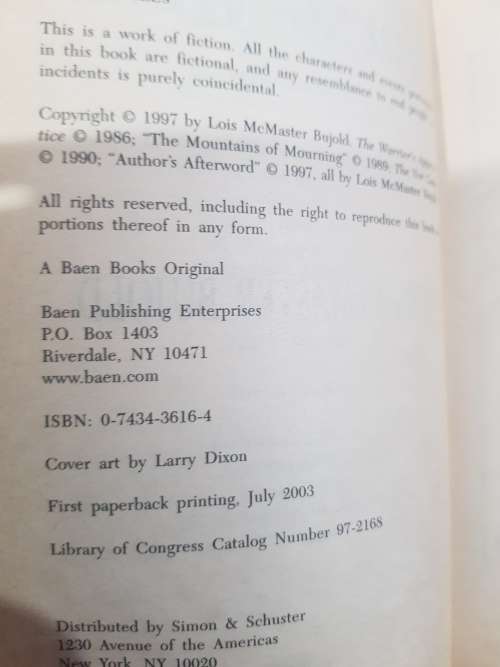 This is a work of fiction. All the characters and events
in this book are fictional, and any resemblance to
incidents is purely coincidental.
Copyright © 1997 by Lois McMaster Bujold. The Warrior's
tice © 1986; "The Mountains of Mourning" © 1989. The
© 1990; "Author's Afterword" © 1997, all by Lois McMaster
All rights reserved, including the right to reproduce this
portions thereof in any form.
A Baen Books Original
Baen Publishing Enterprises
P.O. Box 1403
Riverdale, NY 10471
www.baen.com
ISBN: 0-7434-3616-4
Cover art by Larry Dixon
First paperback printing, July 2003
Library of Congress Catalog Number 97-2168
Distributed by Simon & Schuster
1230 Avenue of the Americas
New York, NY 10020